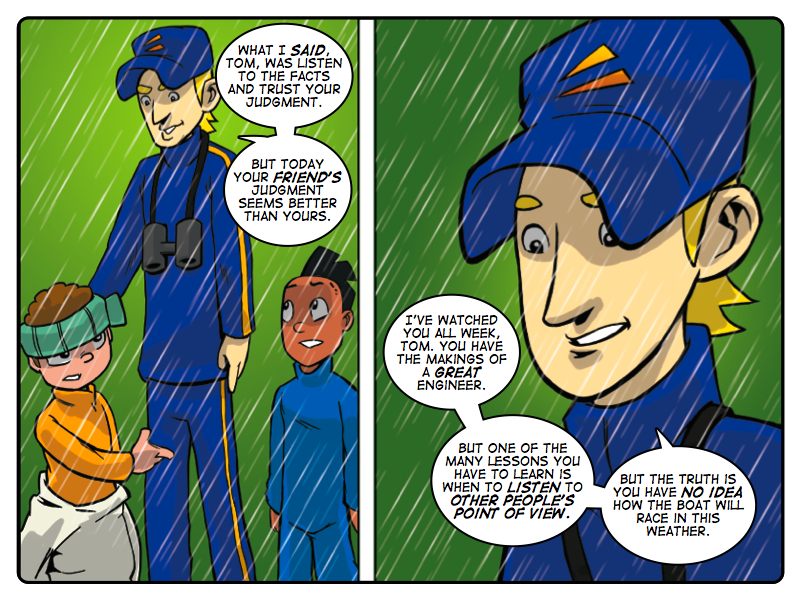 WHAT I SAID,
TOM, WAS LISTEN
TO THE FACTS
AND TRUST YOUR
JUDGMENT.
BUT TODAY
YOUR FRIEND'S
JUDGMENT
SEEMS BETTER
THAN YOURS.
I'VE WATCHED
YOU ALL WEEK,
TOM. YOU HAVE
THE MAKINGS OF
A GREAT
ENGINEER.
BUT ONE OF THE
MANY LESSONS YOU
HAVE TO LEARN IS
WHEN TO LISTEN TO
OTHER PEOPLE'S
POINT OF VIEW.
BUT THE TRUTH IS
YOU HAVE NO IDEA
HOW THE BOAT WILL
RACE IN THIS
WEATHER.